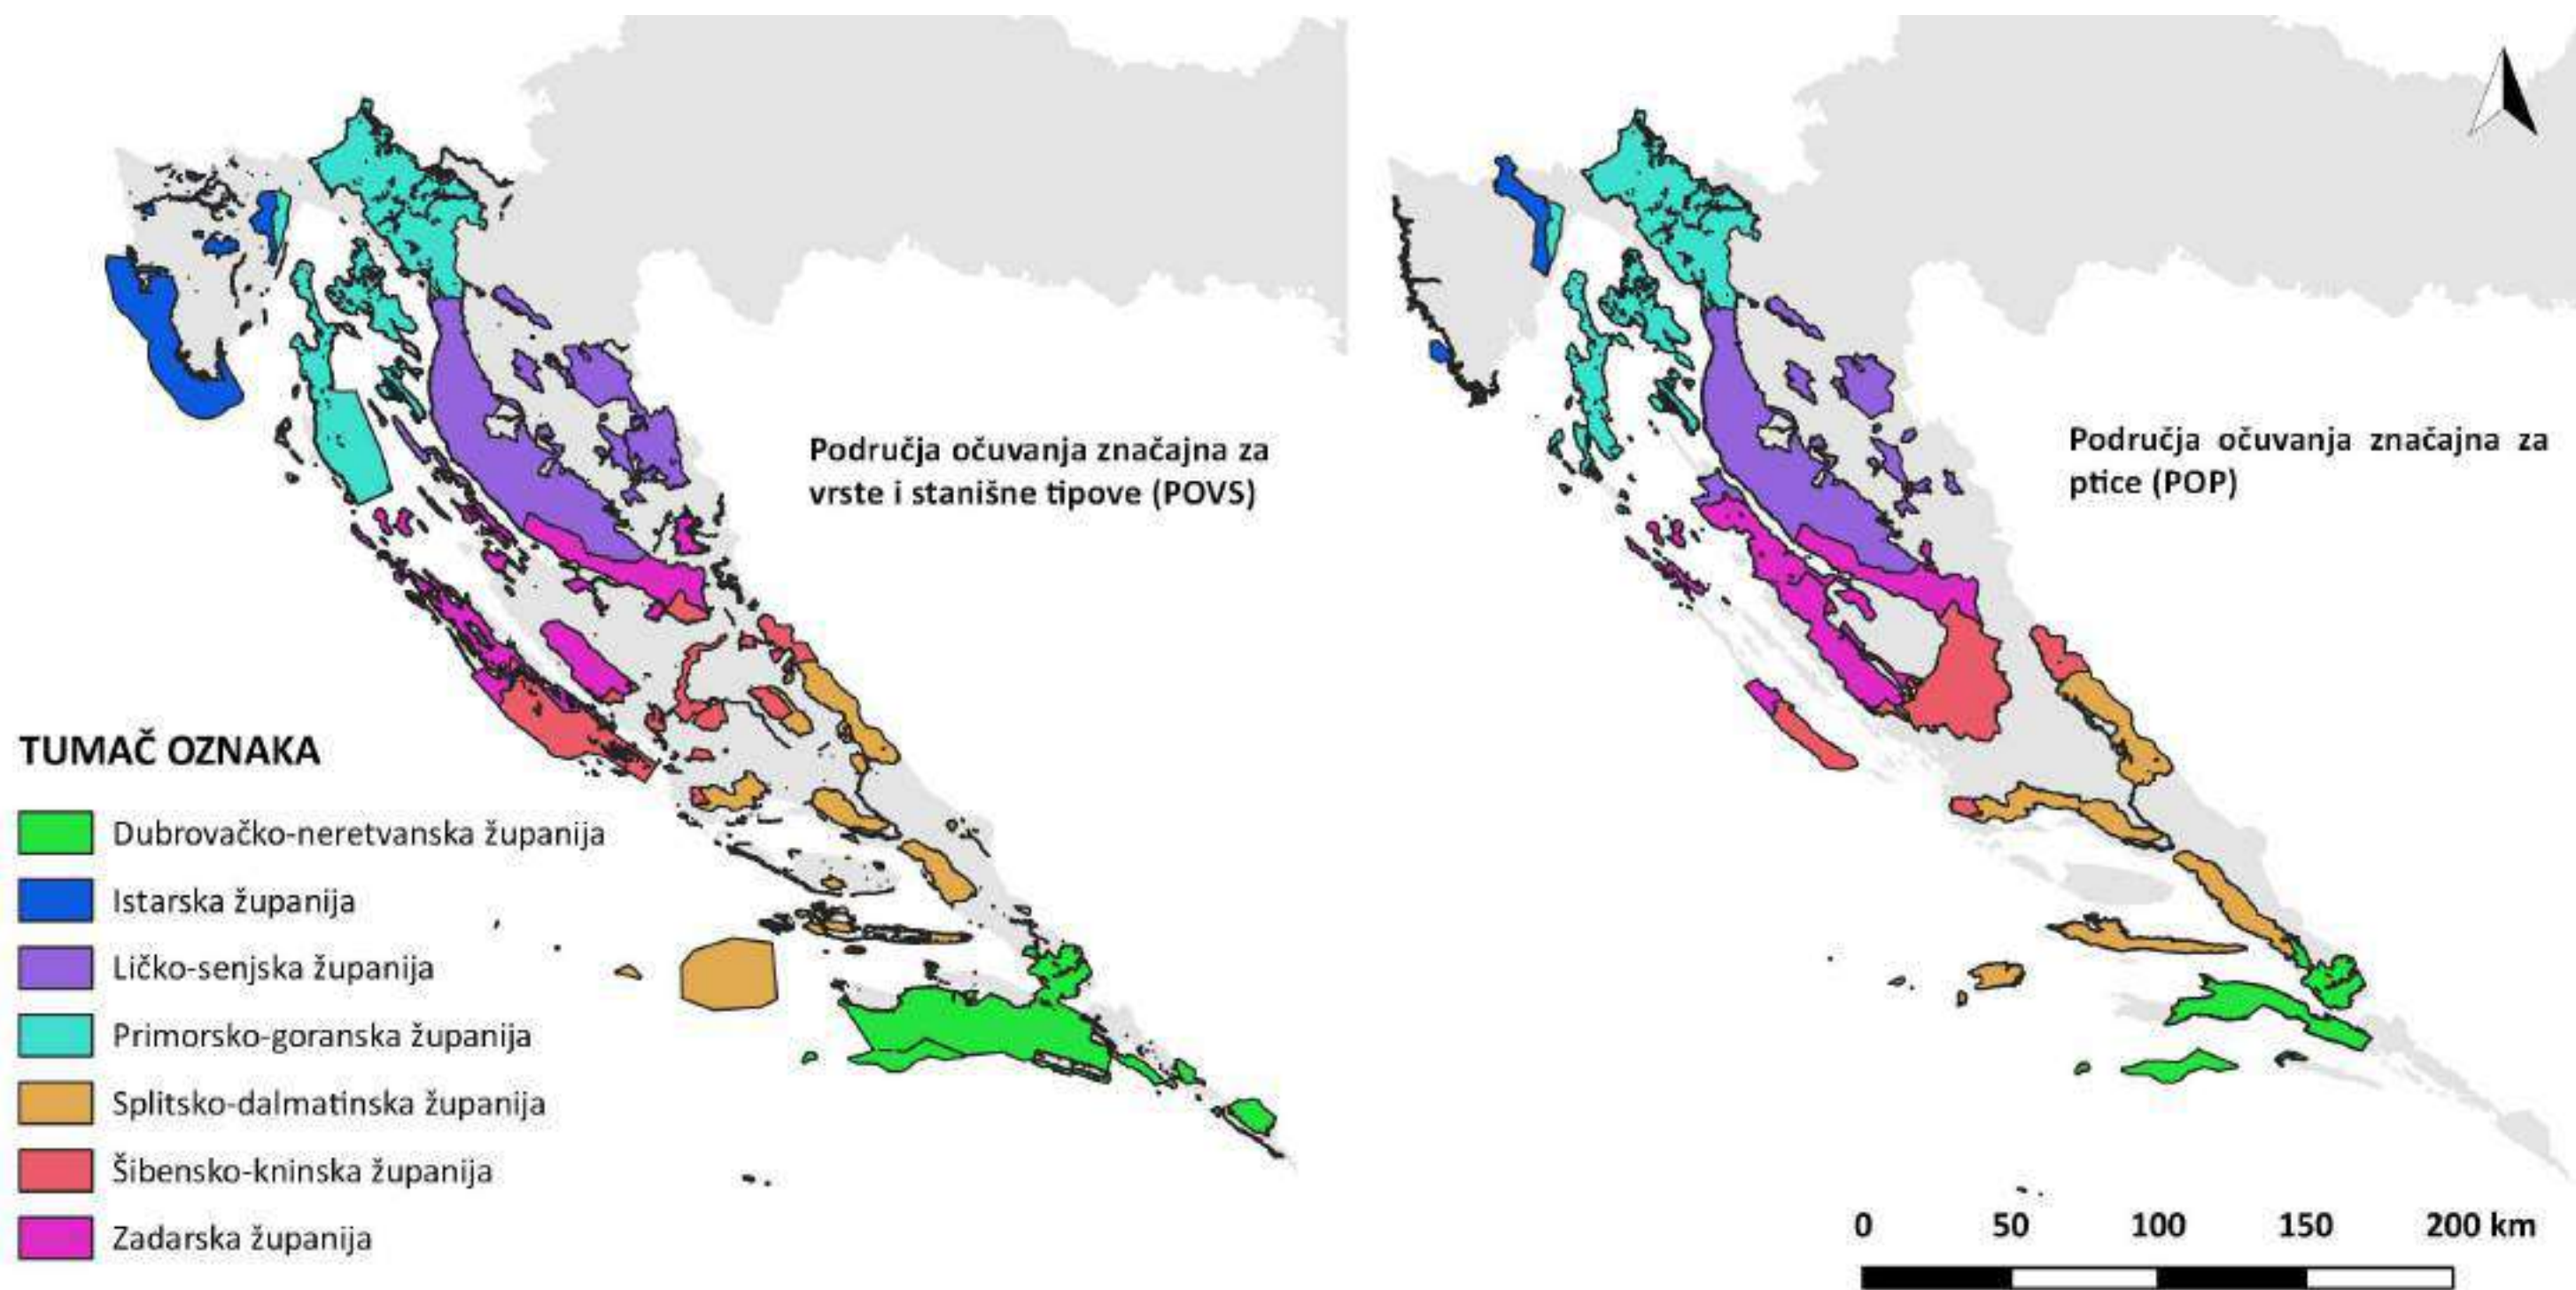 Područja očuvanja značajna za
vrste i stanišne tipove (POVS)
Područja očuvanja značajna za
ptice (POP)
TUMAČ OZNAKA
Dubrovačko-neretvanska županija
Istarska županija
Ličko-senjska županija
Primorsko-goranska županija
Splitsko-dalmatinska županija
Šibensko-kninska županija
Zadarska županija
0 50 100 150 200 km